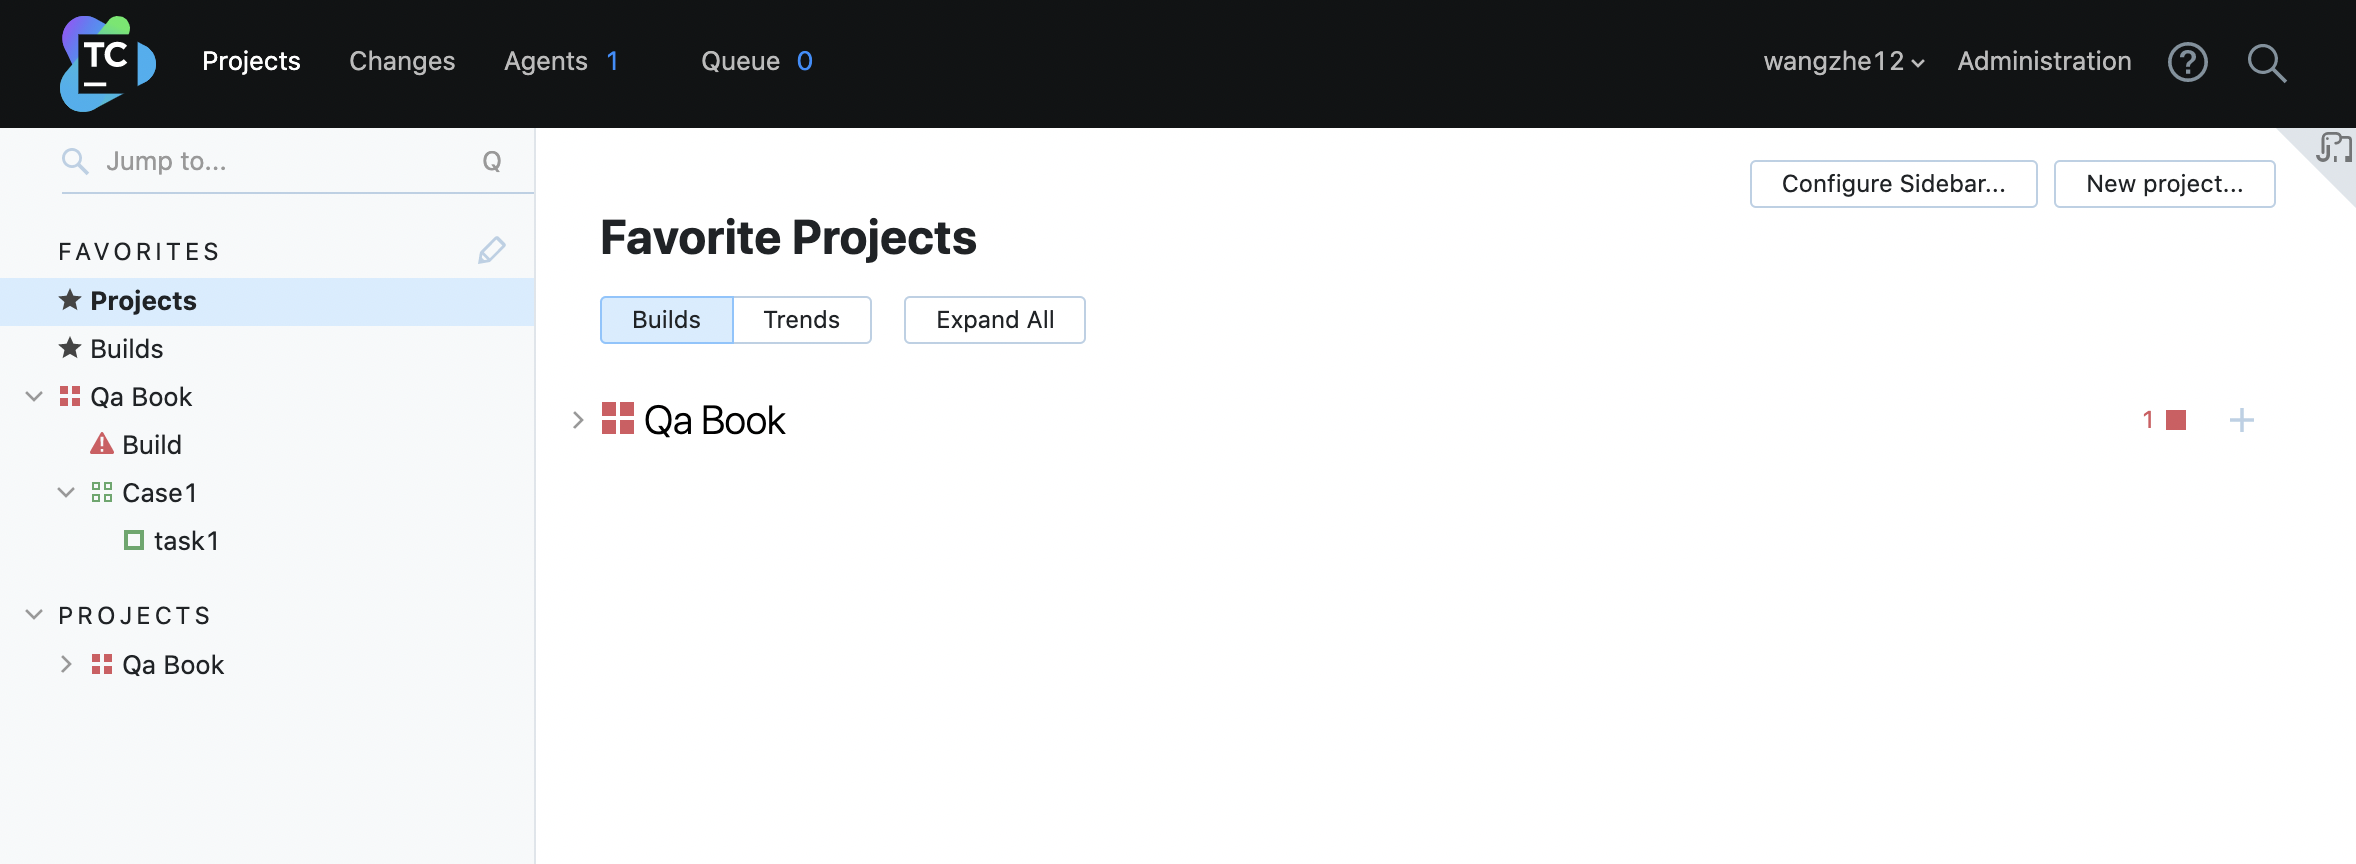 TC
Projects Changes Agents 1 Queue 0 wangzhe12 Administration ?
Jump to... Q
Configure Sidebar... New project...
FAVORITES
Favorite Projects
Projects
Builds Trends Expand All
Builds
Qa Book
Qa Book 1
Build
Case1
task1
PROJECTS
Qa Book